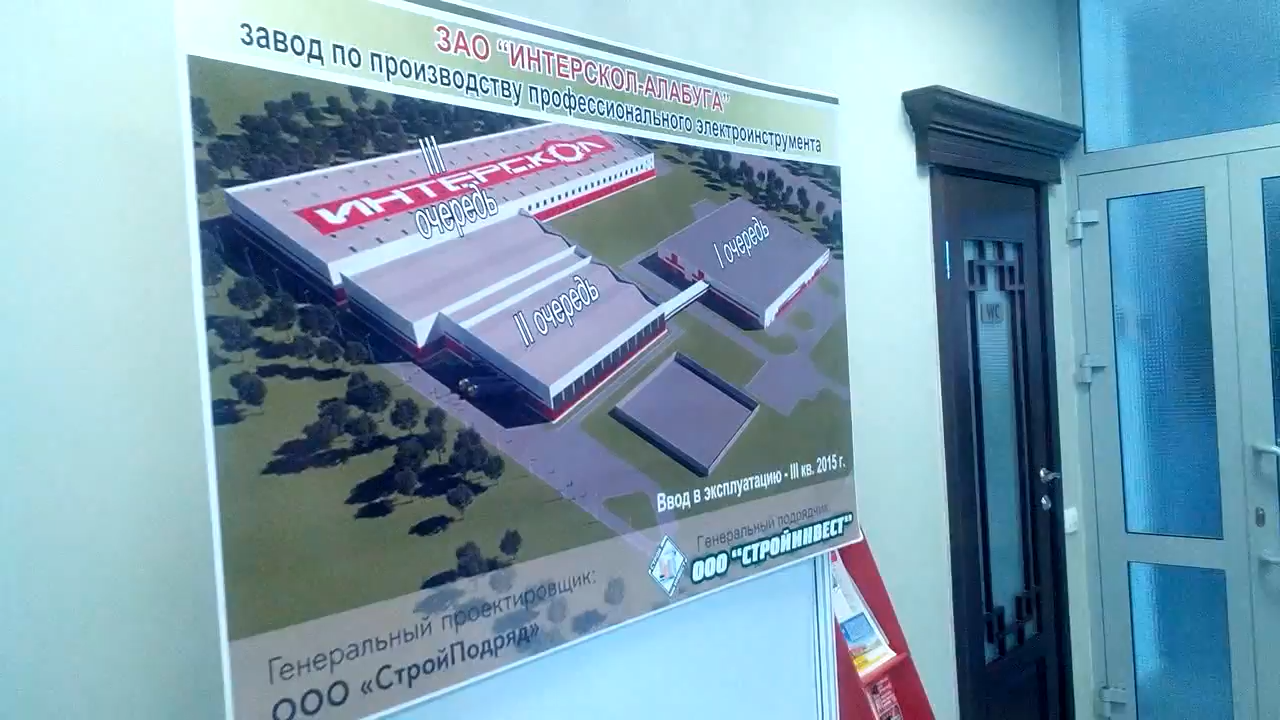 ЗАО “ИНТЕРСКОЛ-АЛАБУГА”
завод по производству профессионального электроинструмента
III
очередь
ИНТЕРСКОЛ
I очередь
II очередь
Ввод в эксплуатацию - III кв. 2015 г.
Генеральный подрядчик:
ООО “СТРОЙИНВЕСТ”
Генеральный проектировщик:
ООО «СтройПодряд»
WC